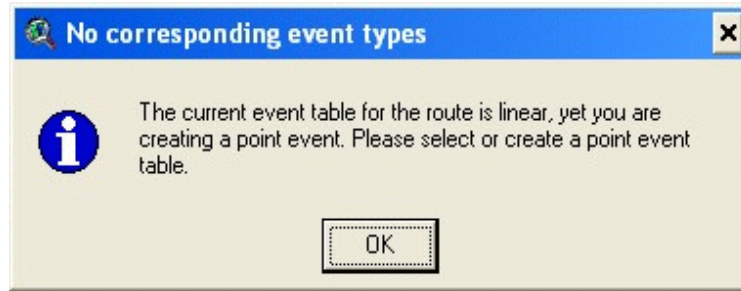 No corresponding event types
The current event table for the route is linear, yet you are
creating a point event. Please select or create a point event
table.
OK